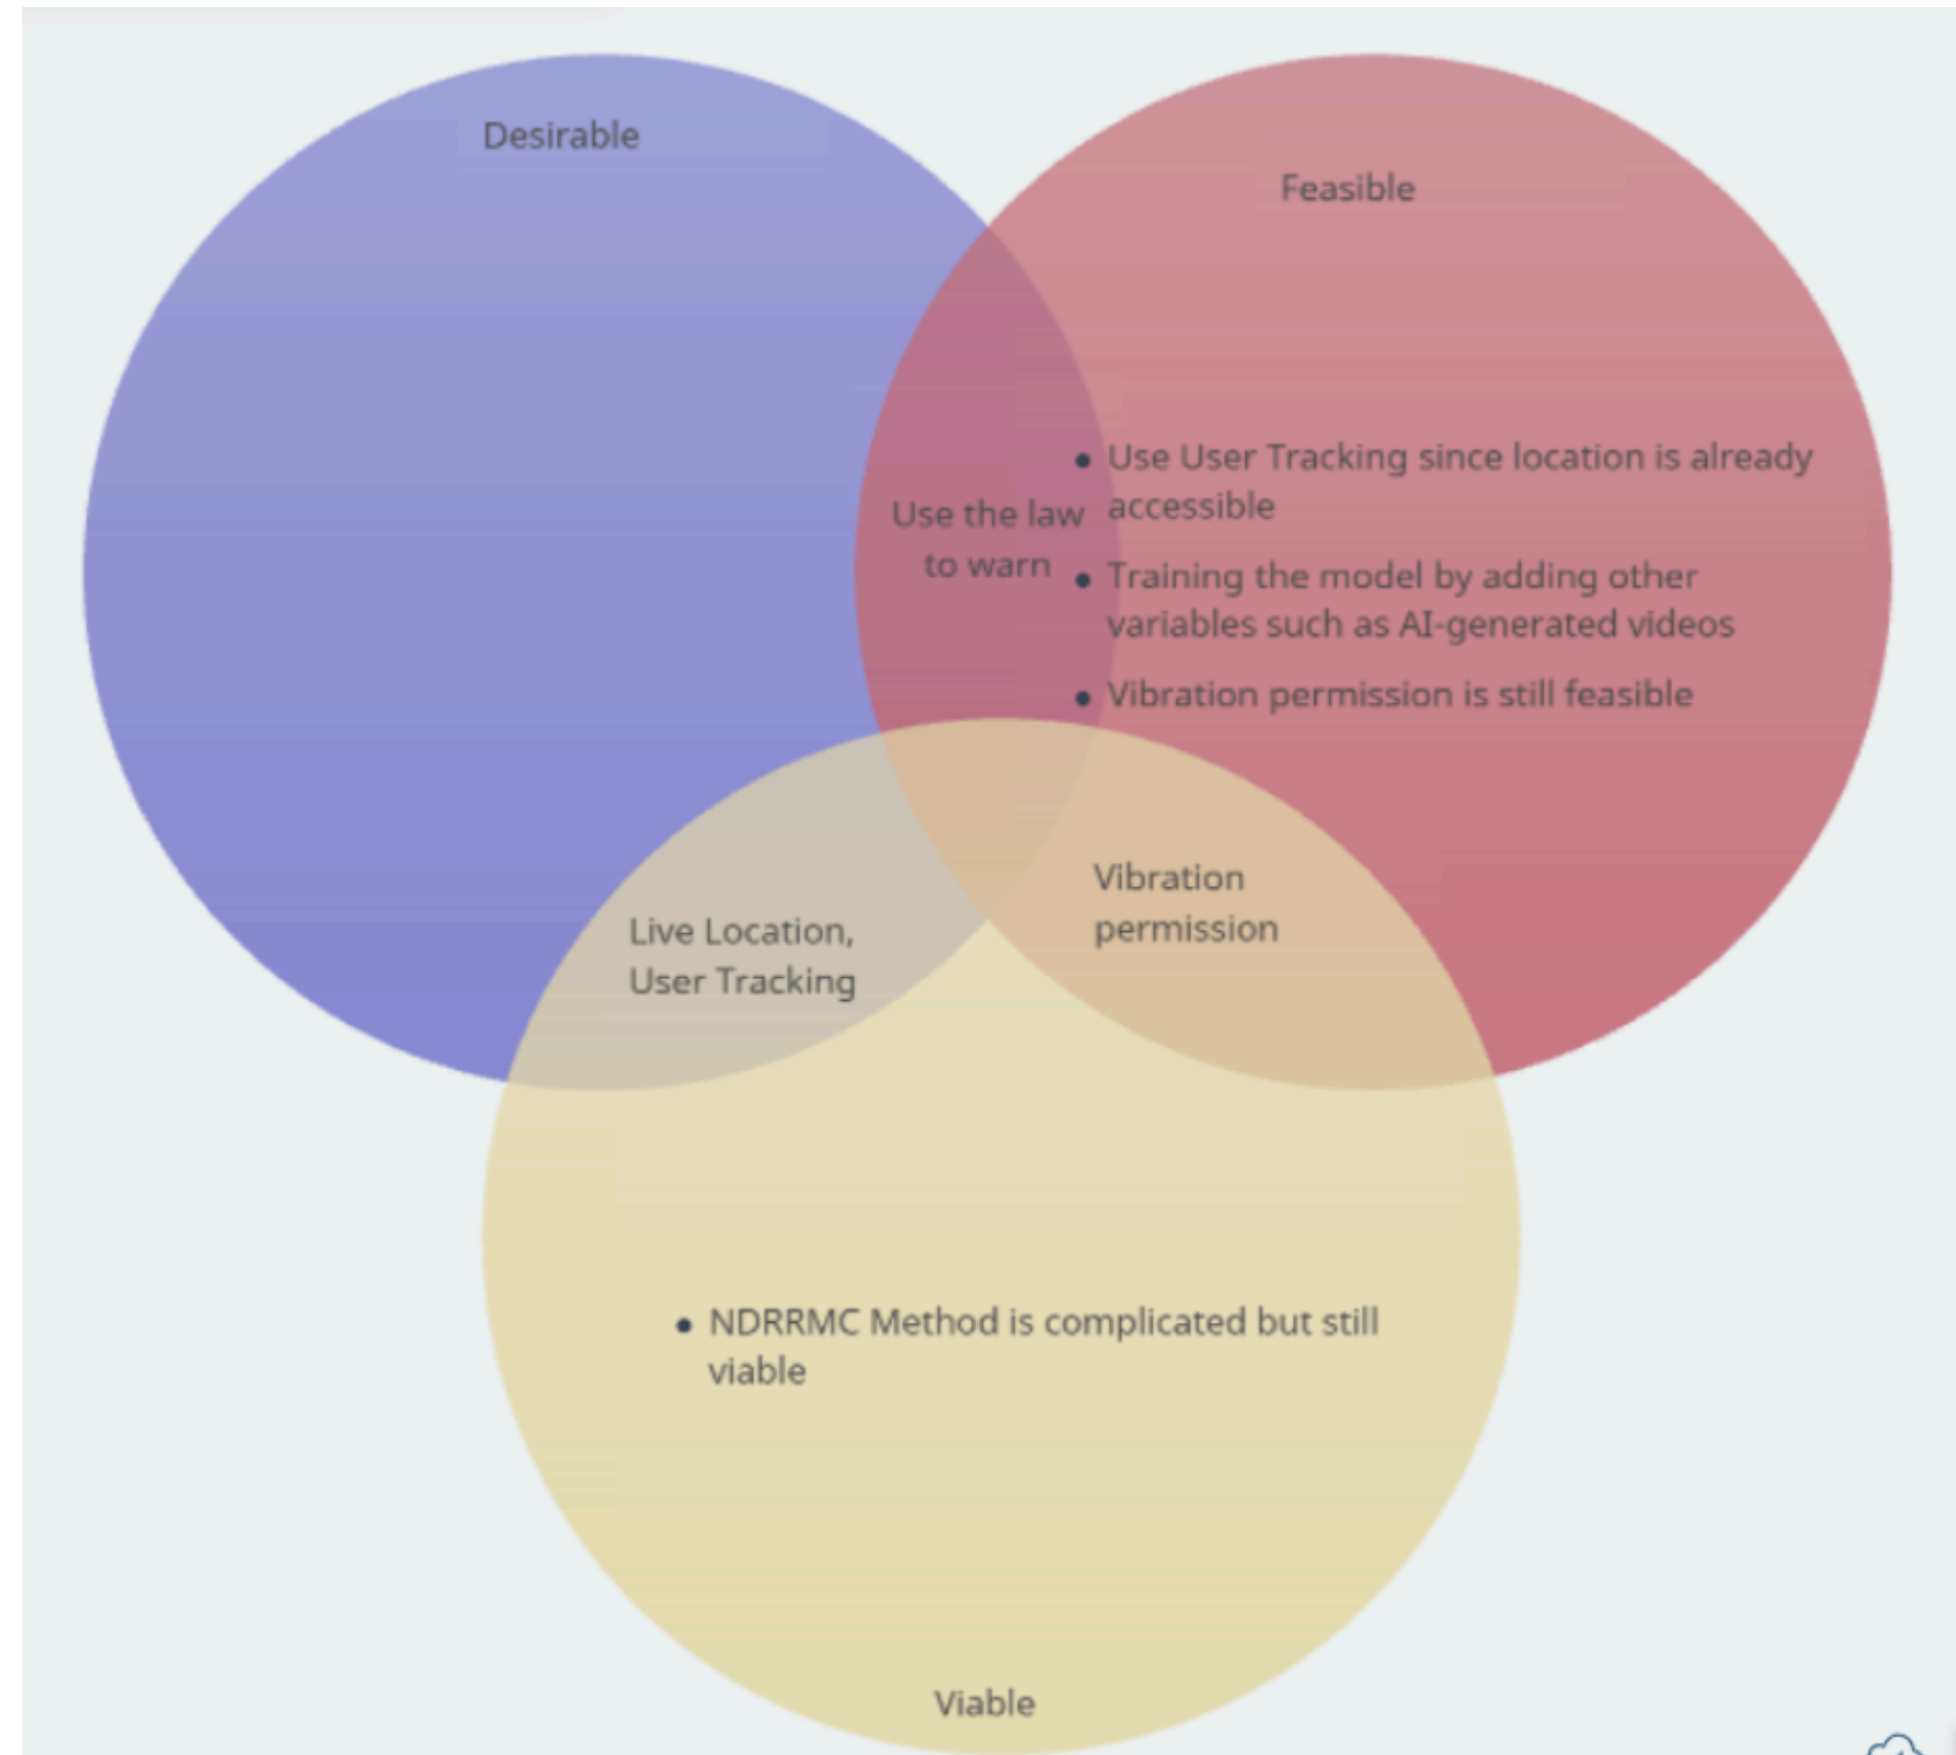 Desirable
Feasible
Use the law
to warn
• Use User Tracking since location is already
accessible
• Training the model by adding other
variables such as AI-generated videos
• Vibration permission is still feasible
Live Location,
User Tracking
Vibration
permission
• NDRRMC Method is complicated but still
viable
Viable